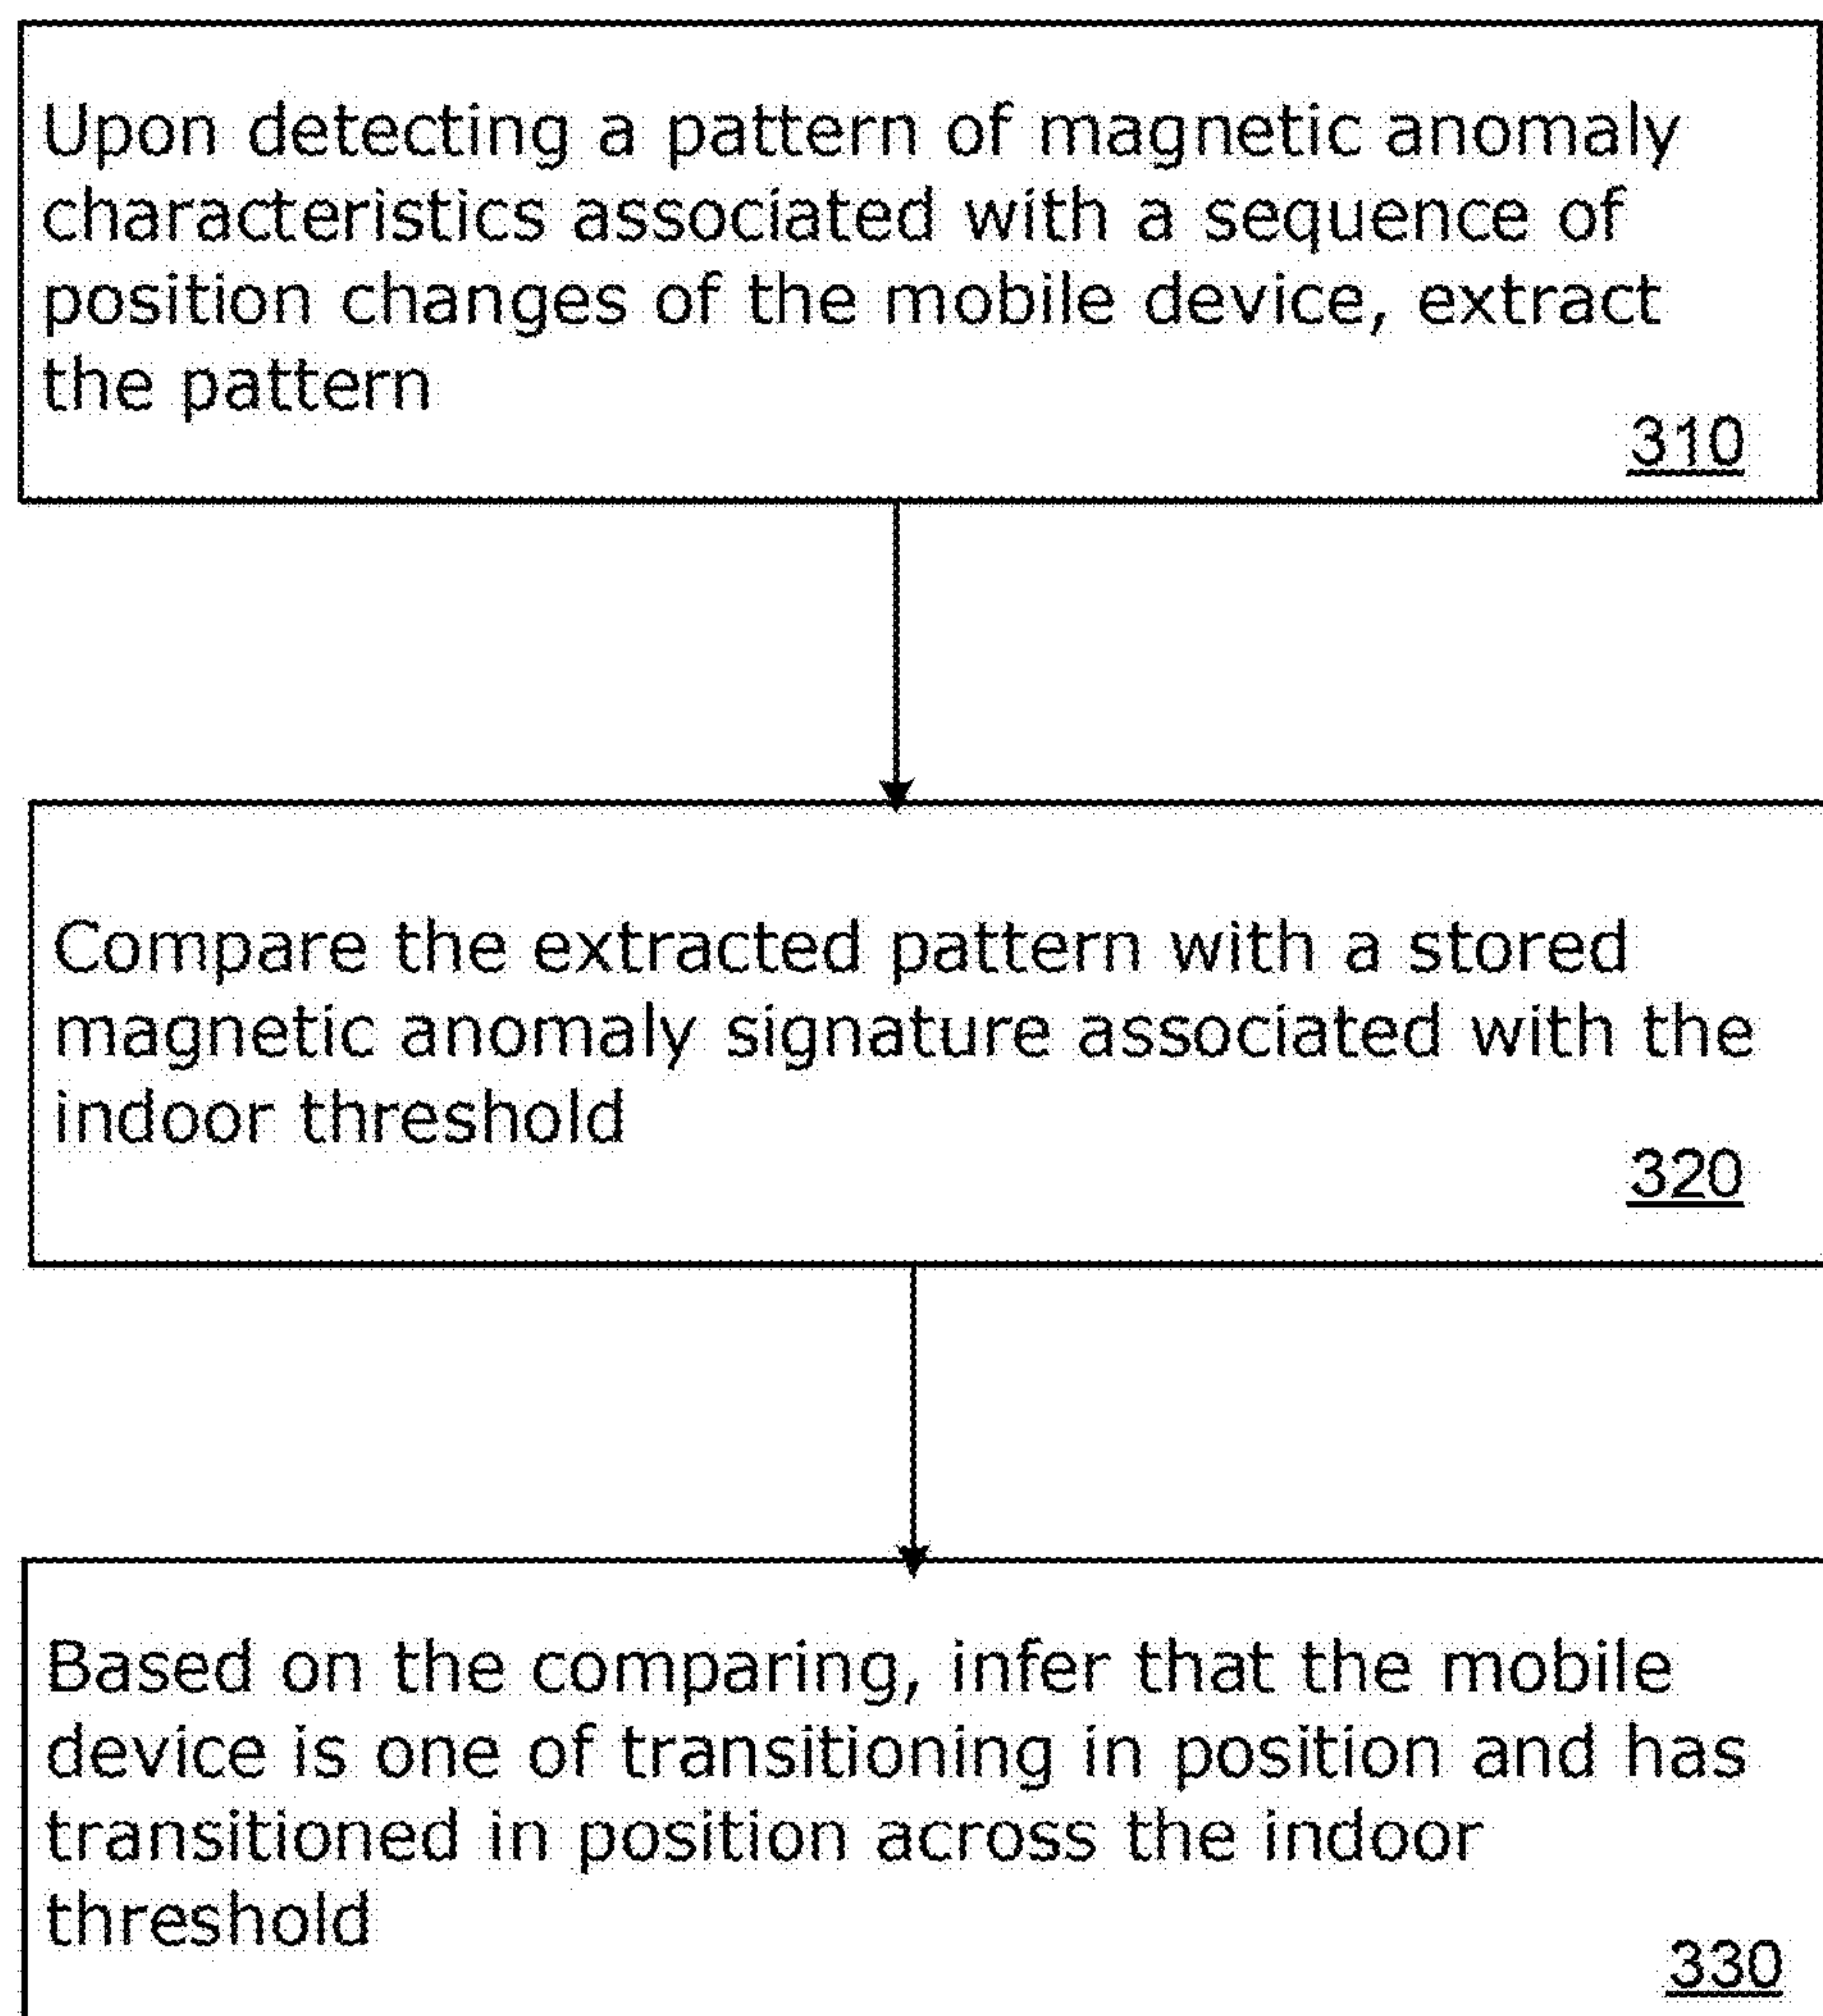 Upon detecting a pattern of magnetic anomaly
characteristics associated with a sequence of
position changes of the mobile device, extract
the pattern
310
Compare the extracted pattern with a stored
magnetic anomaly signature associated with the
indoor threshold
320
Based on the comparing, infer that the mobile
device is one of transitioning in position and has
transitioned in position across the indoor
threshold
330